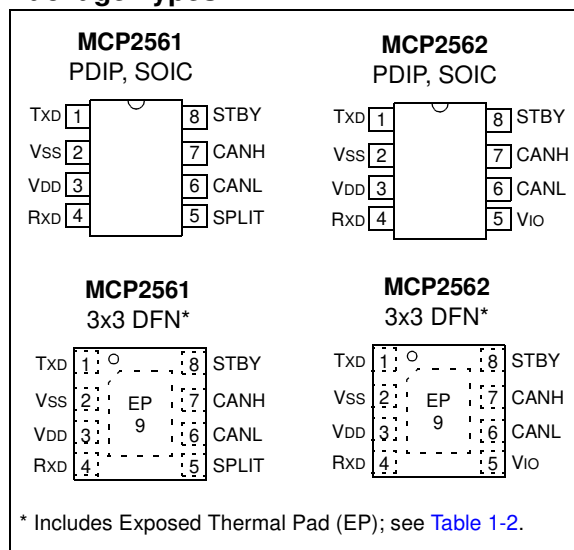 MCP2561
PDIP, SOIC
TXD 1
8 STBY
VSS 2
7 CANH
VDD 3
6 CANL
RXD 4
5 SPLIT
MCP2562
PDIP, SOIC
TXD 1
8 STBY
VSS 2
7 CANH
VDD 3
6 CANL
RXD 4
5 VIO
MCP2561
3x3 DFN*
TXD 1
8 STBY
VSS 2
EP
9
7 CANH
VDD 3
6 CANL
RXD 4
5 SPLIT
MCP2562
3x3 DFN*
TXD 1
8 STBY
VSS 2
EP
9
7 CANH
VDD 3
6 CANL
RXD 4
5 VIO
* Includes Exposed Thermal Pad (EP); see Table 1-2.